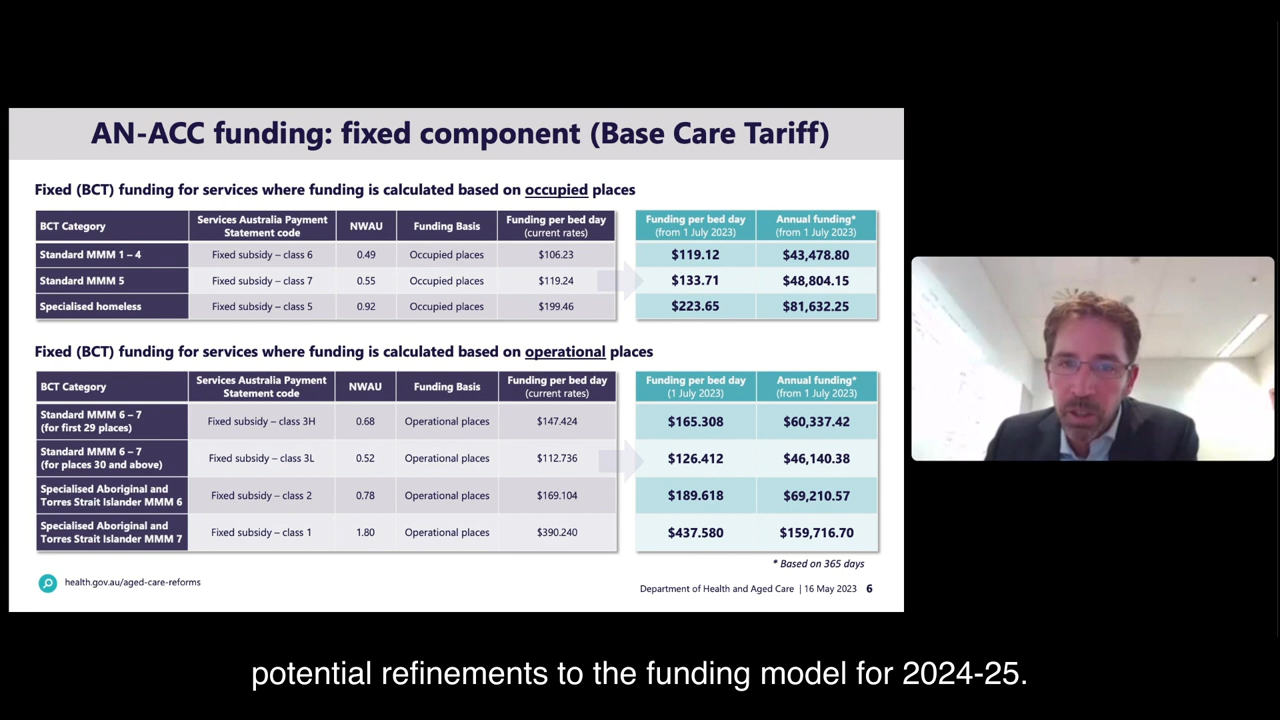 AN-ACC funding: fixed component (Base Care Tariff)
Fixed (BCT) funding for services where funding is calculated based on occupied places
BCT Category Services Australia Payment Statement code NWAU Funding Basis Funding per bed day (current rates) Funding per bed day (from 1 July 2023) Annual funding* (from 1 July 2023)
Standard MMM 1 – 4 Fixed subsidy – class 6 0.49 Occupied places $106.23 $119.12 $43,478.80
Standard MMM 5 Fixed subsidy – class 7 0.55 Occupied places $119.24 $133.71 $48,804.15
Specialised homeless Fixed subsidy – class 5 0.92 Occupied places $199.46 $223.65 $81,632.25
Fixed (BCT) funding for services where funding is calculated based on operational places
BCT Category Services Australia Payment Statement code NWAU Funding Basis Funding per bed day (current rates) Funding per bed day (1 July 2023) Annual funding* (from 1 July 2023)
Standard MMM 6 – 7 (for first 29 places) Fixed subsidy – class 3H 0.68 Operational places $147.424 $165.308 $60,337.42
Standard MMM 6 – 7 (for places 30 and above) Fixed subsidy – class 3L 0.52 Operational places $112.736 $126.412 $46,140.38
Specialised Aboriginal and Torres Strait Islander MMM 6 Fixed subsidy – class 2 0.78 Operational places $169.104 $189.618 $69,210.57
Specialised Aboriginal and Torres Strait Islander MMM 7 Fixed subsidy – class 1 1.80 Operational places $390.240 $437.580 $159,716.70
* Based on 365 days
health.gov.au/aged-care-reforms
Department of Health and Aged Care | 16 May 2023 6
potential refinements to the funding model for 2024-25.